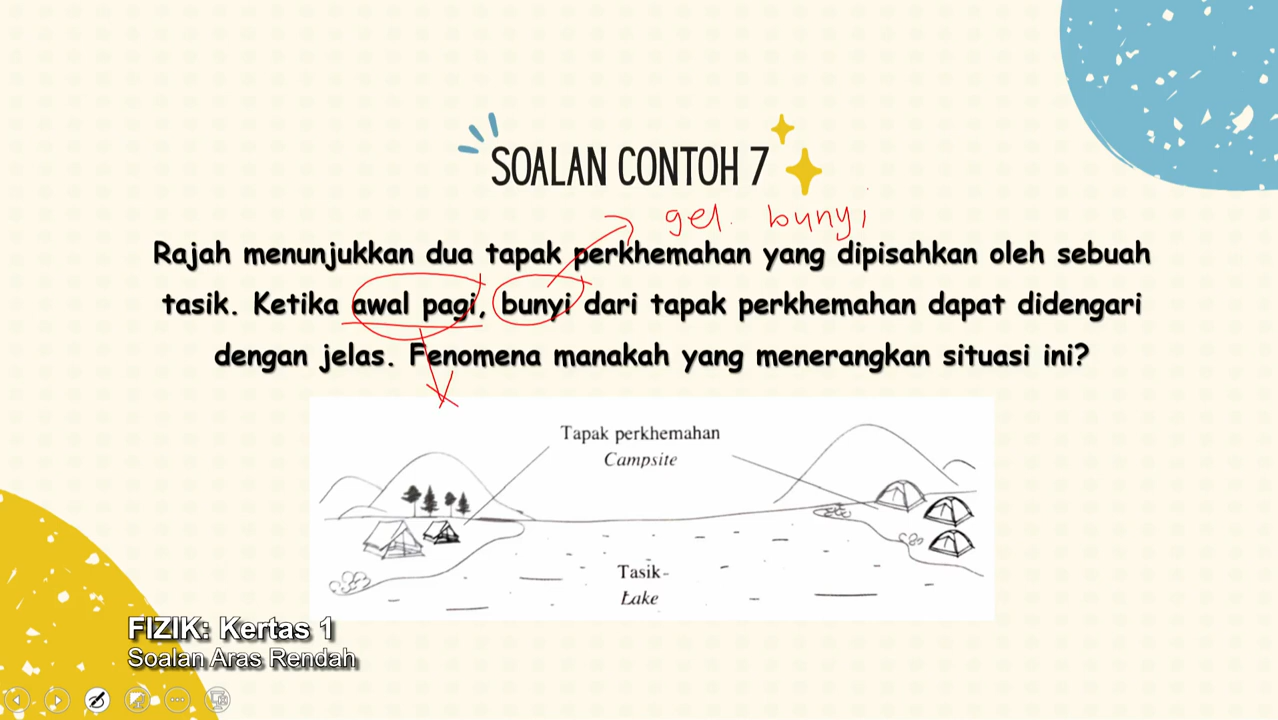 SOALAN CONTOH 7
gel. bunyi
Rajah menunjukkan dua tapak perkhemahan yang dipisahkan oleh sebuah
tasik. Ketika awal pagi, bunyi dari tapak perkhemahan dapat didengari
dengan jelas. Fenomena manakah yang menerangkan situasi ini?
Tapak perkhemahan
Campsite
Tasik
Lake
FIZIK: Kertas 1
Soalan Aras Rendah